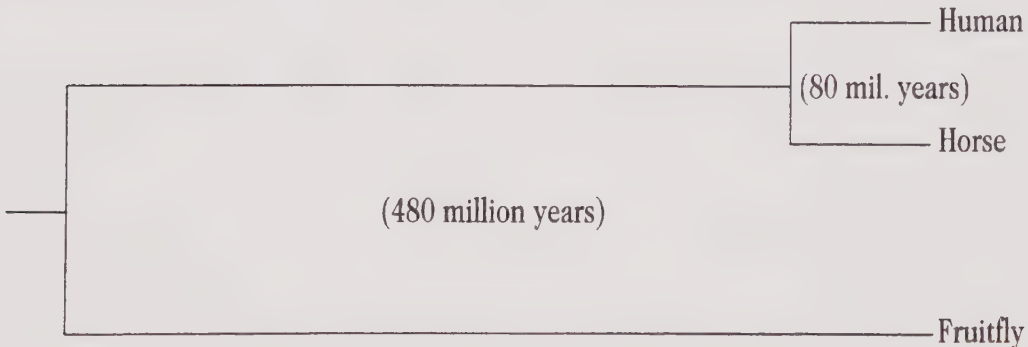 Human
(80 mil. years)
Horse
(480 million years)
Fruitfly